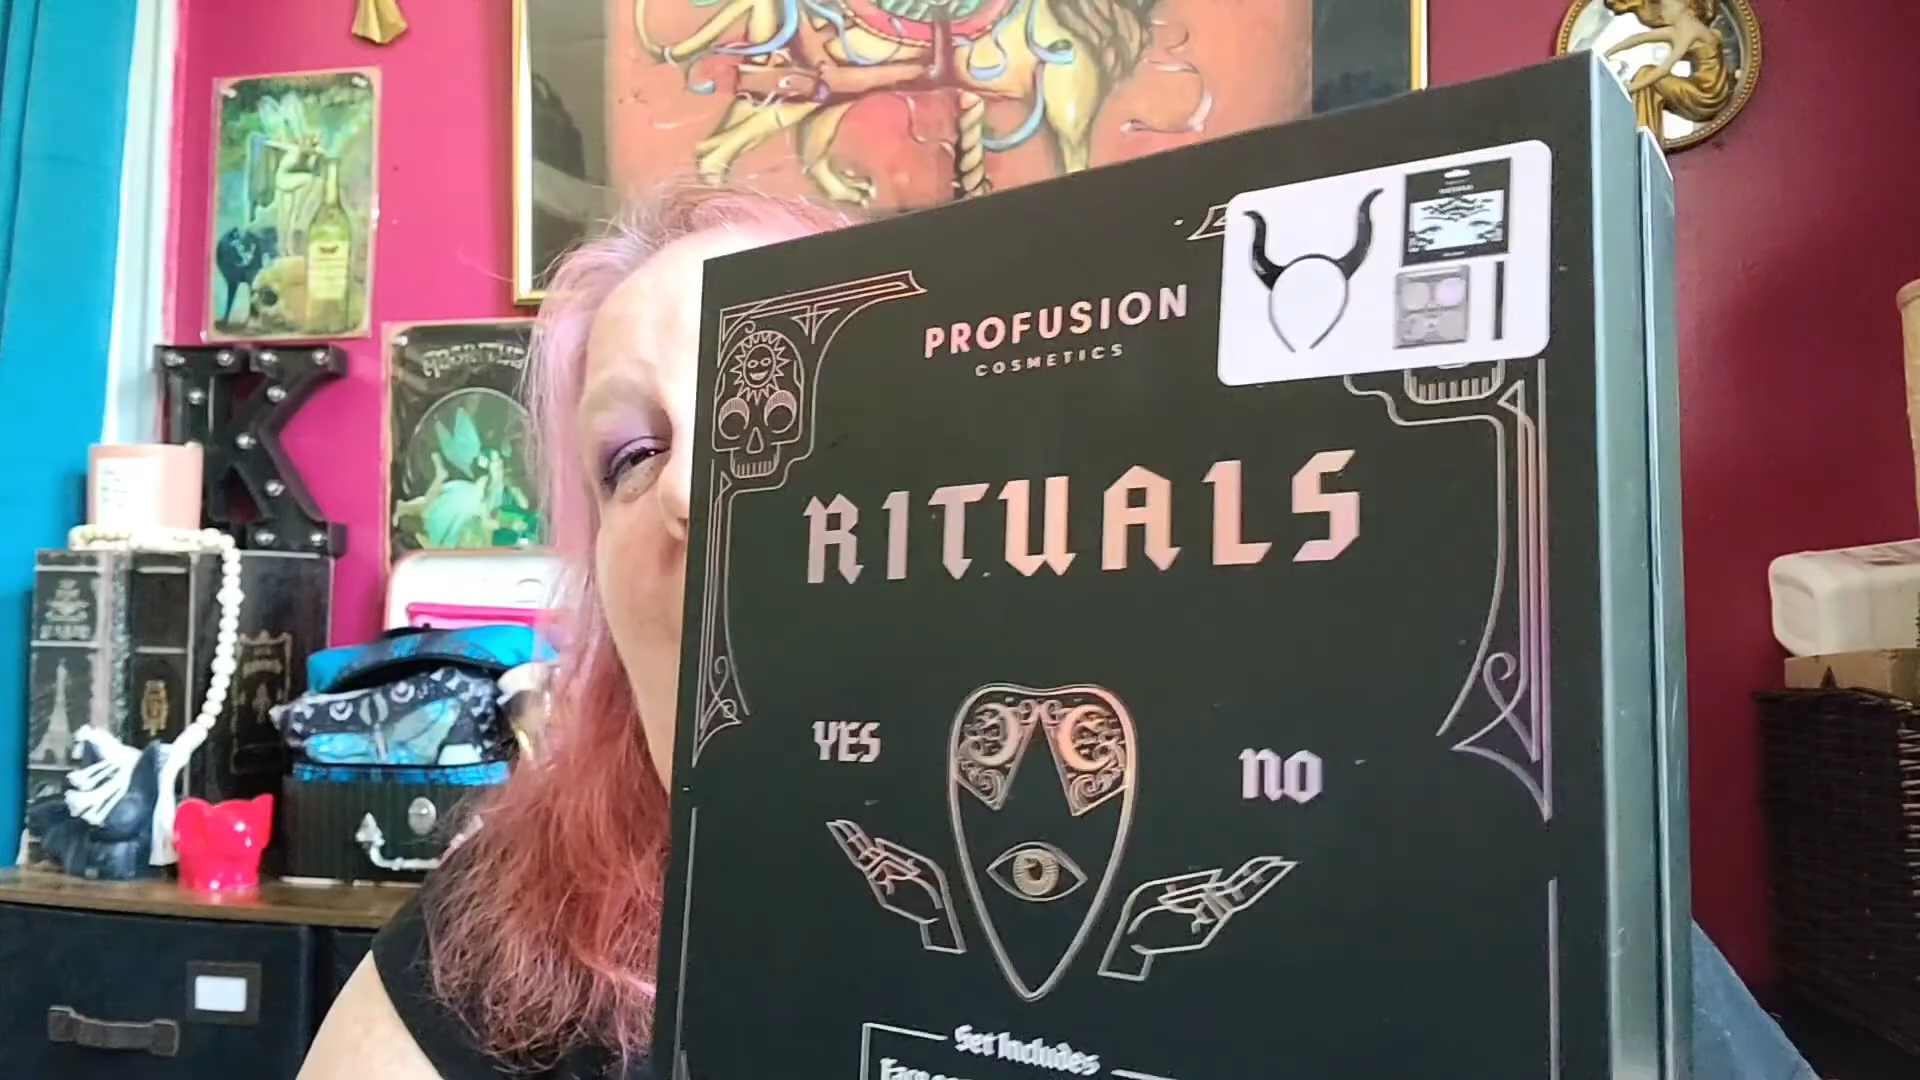 PROFUSION
COSMETICS
RITUALS
YES
NO
Set Includes
K